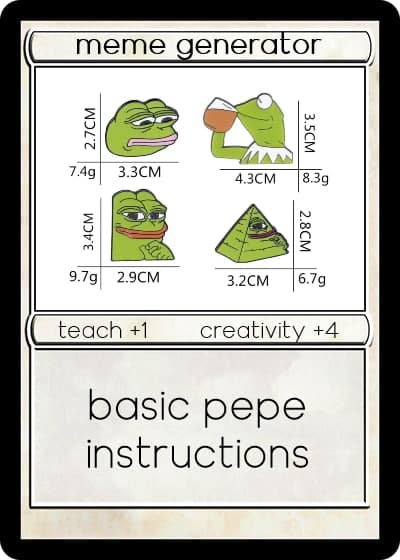 meme generator
2.7CM
7.4g
3.3CM
3.5CM
4.3CM
8.3g
3.4CM
9.7g
2.9CM
2.8CM
3.2CM
6.7g
teach +1
creativity +4
basic pepe
instructions